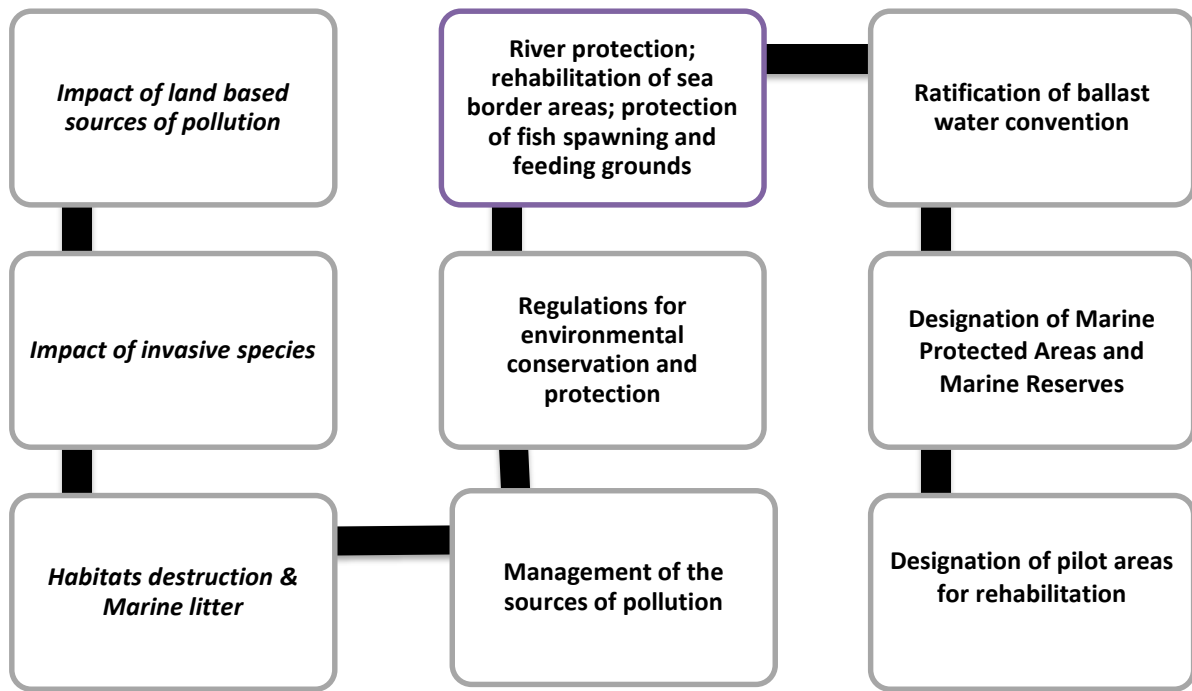 Impact of land based
sources of pollution
Impact of invasive species
Habitats destruction &
Marine litter
Management of the
sources of pollution
Regulations for
environmental
conservation and
protection
River protection;
rehabilitation of sea
border areas; protection
of fish spawning and
feeding grounds
Ratification of ballast
water convention
Designation of Marine
Protected Areas and
Marine Reserves
Designation of pilot areas
for rehabilitation